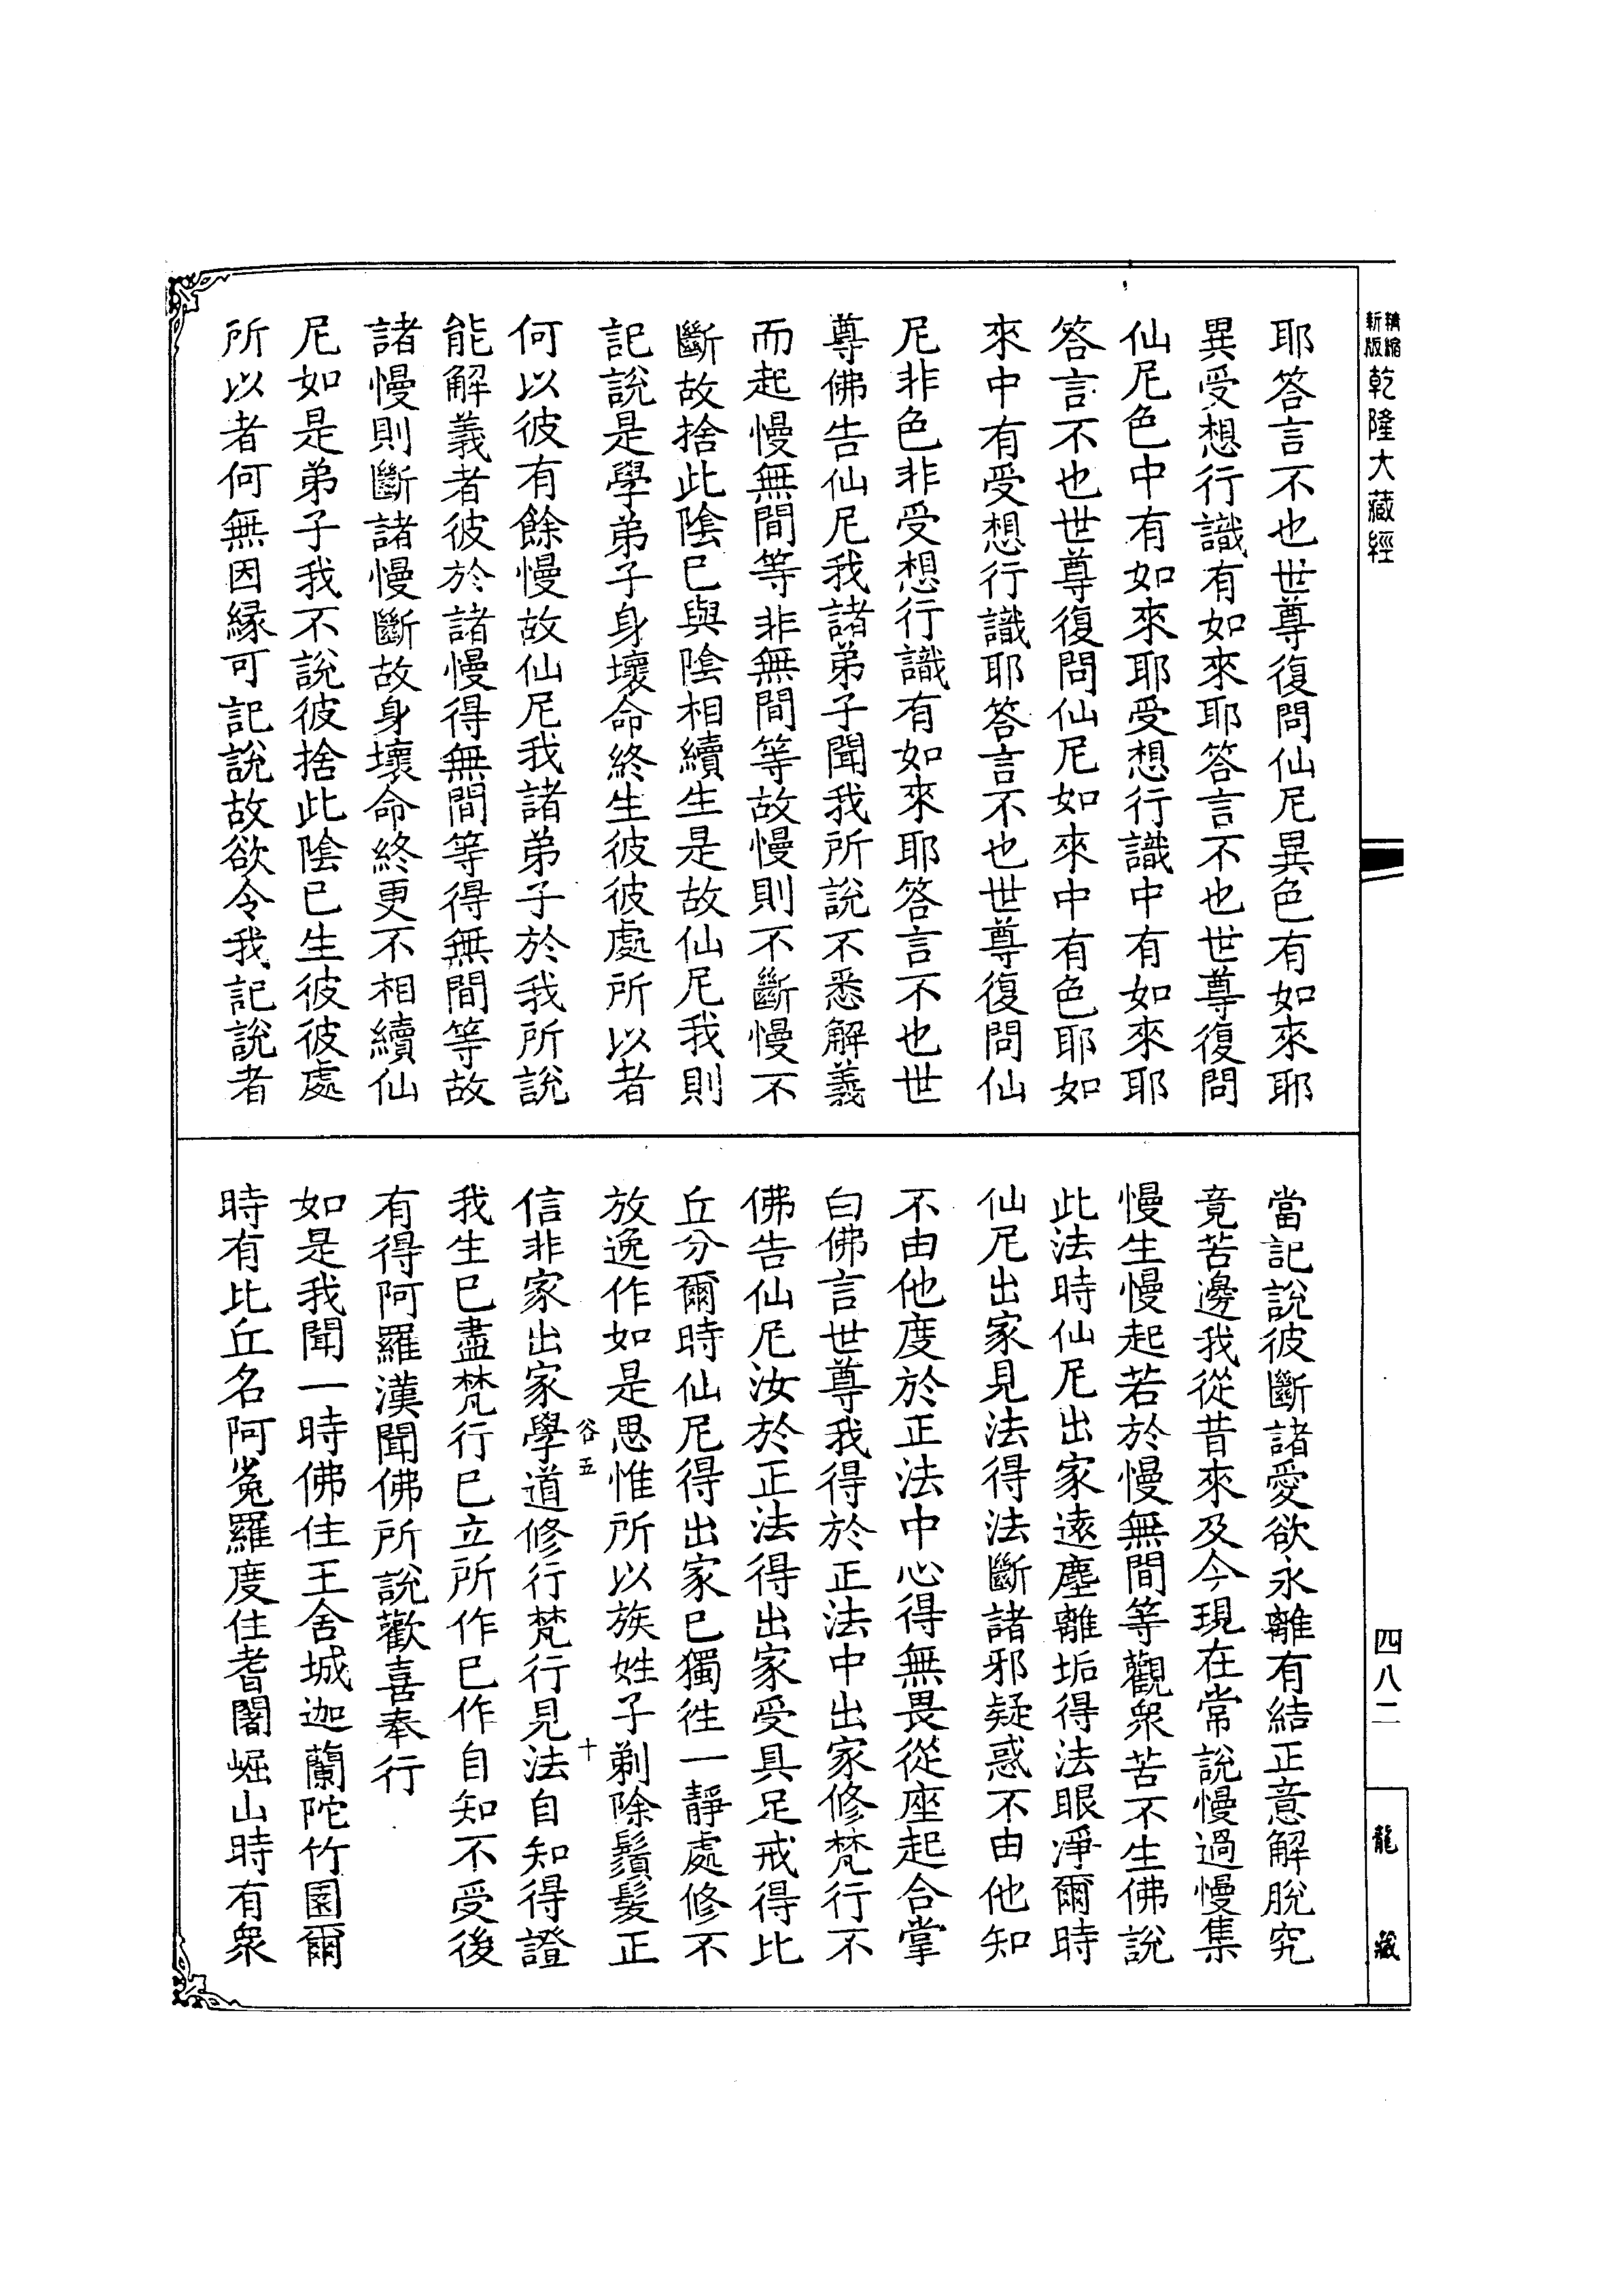 精縮
新版
乾隆大藏經
耶答言不也世尊復問仙尼異色有如來耶
異受想行識有如來耶答言不也世尊復問
仙尼色中有如來耶受想行識中有如來耶
答言不也世尊復問仙尼如來中有色耶如
來中有受想行識耶答言不也世尊復問仙
尼非色非受想行識有如來耶答言不也世
尊佛告仙尼我諸弟子聞我所說不悉解義
而起慢無間等非無間等故慢則不斷慢不
斷故捨此陰已與陰相續生是故仙尼我則
記說是學弟子身壞命終生彼彼處所以者
何以彼有餘慢故仙尼我諸弟子於我所說
能解義者彼於諸慢得無間等得無間等故
諸慢則斷諸慢斷故身壞命終更不相續仙
尼如是弟子我不說彼捨此陰已生彼彼處
所以者何無因緣可記說故欲令我記說者
當記說彼斷諸愛欲永離有結正意解脫究
竟苦邊我從昔來及今現在常說慢過慢集
慢生慢起若於慢無間等觀衆苦不生佛說
此法時仙尼出家遠塵離垢得法眼淨爾時
仙尼出家見法得法斷諸邪疑惑不由他知
不由他度於正法中心得無畏從座起合掌
白佛言世尊我得於正法中出家修梵行不
佛告仙尼汝於正法得出家受具足戒得比
丘分爾時仙尼得出家已獨往一靜處修不
放逸作如是思惟所以族姓子剃除鬚髮正
谷五
十
信非家出家學道修行梵行見法自知得證
我生已盡梵行已立所作已作自知不受後
有得阿羅漢聞佛所說歡喜奉行
如是我聞一時佛住王舍城迦蘭陀竹園爾
時有比丘名阿㝹羅度住耆闍崛山時有衆
四八二
龍藏